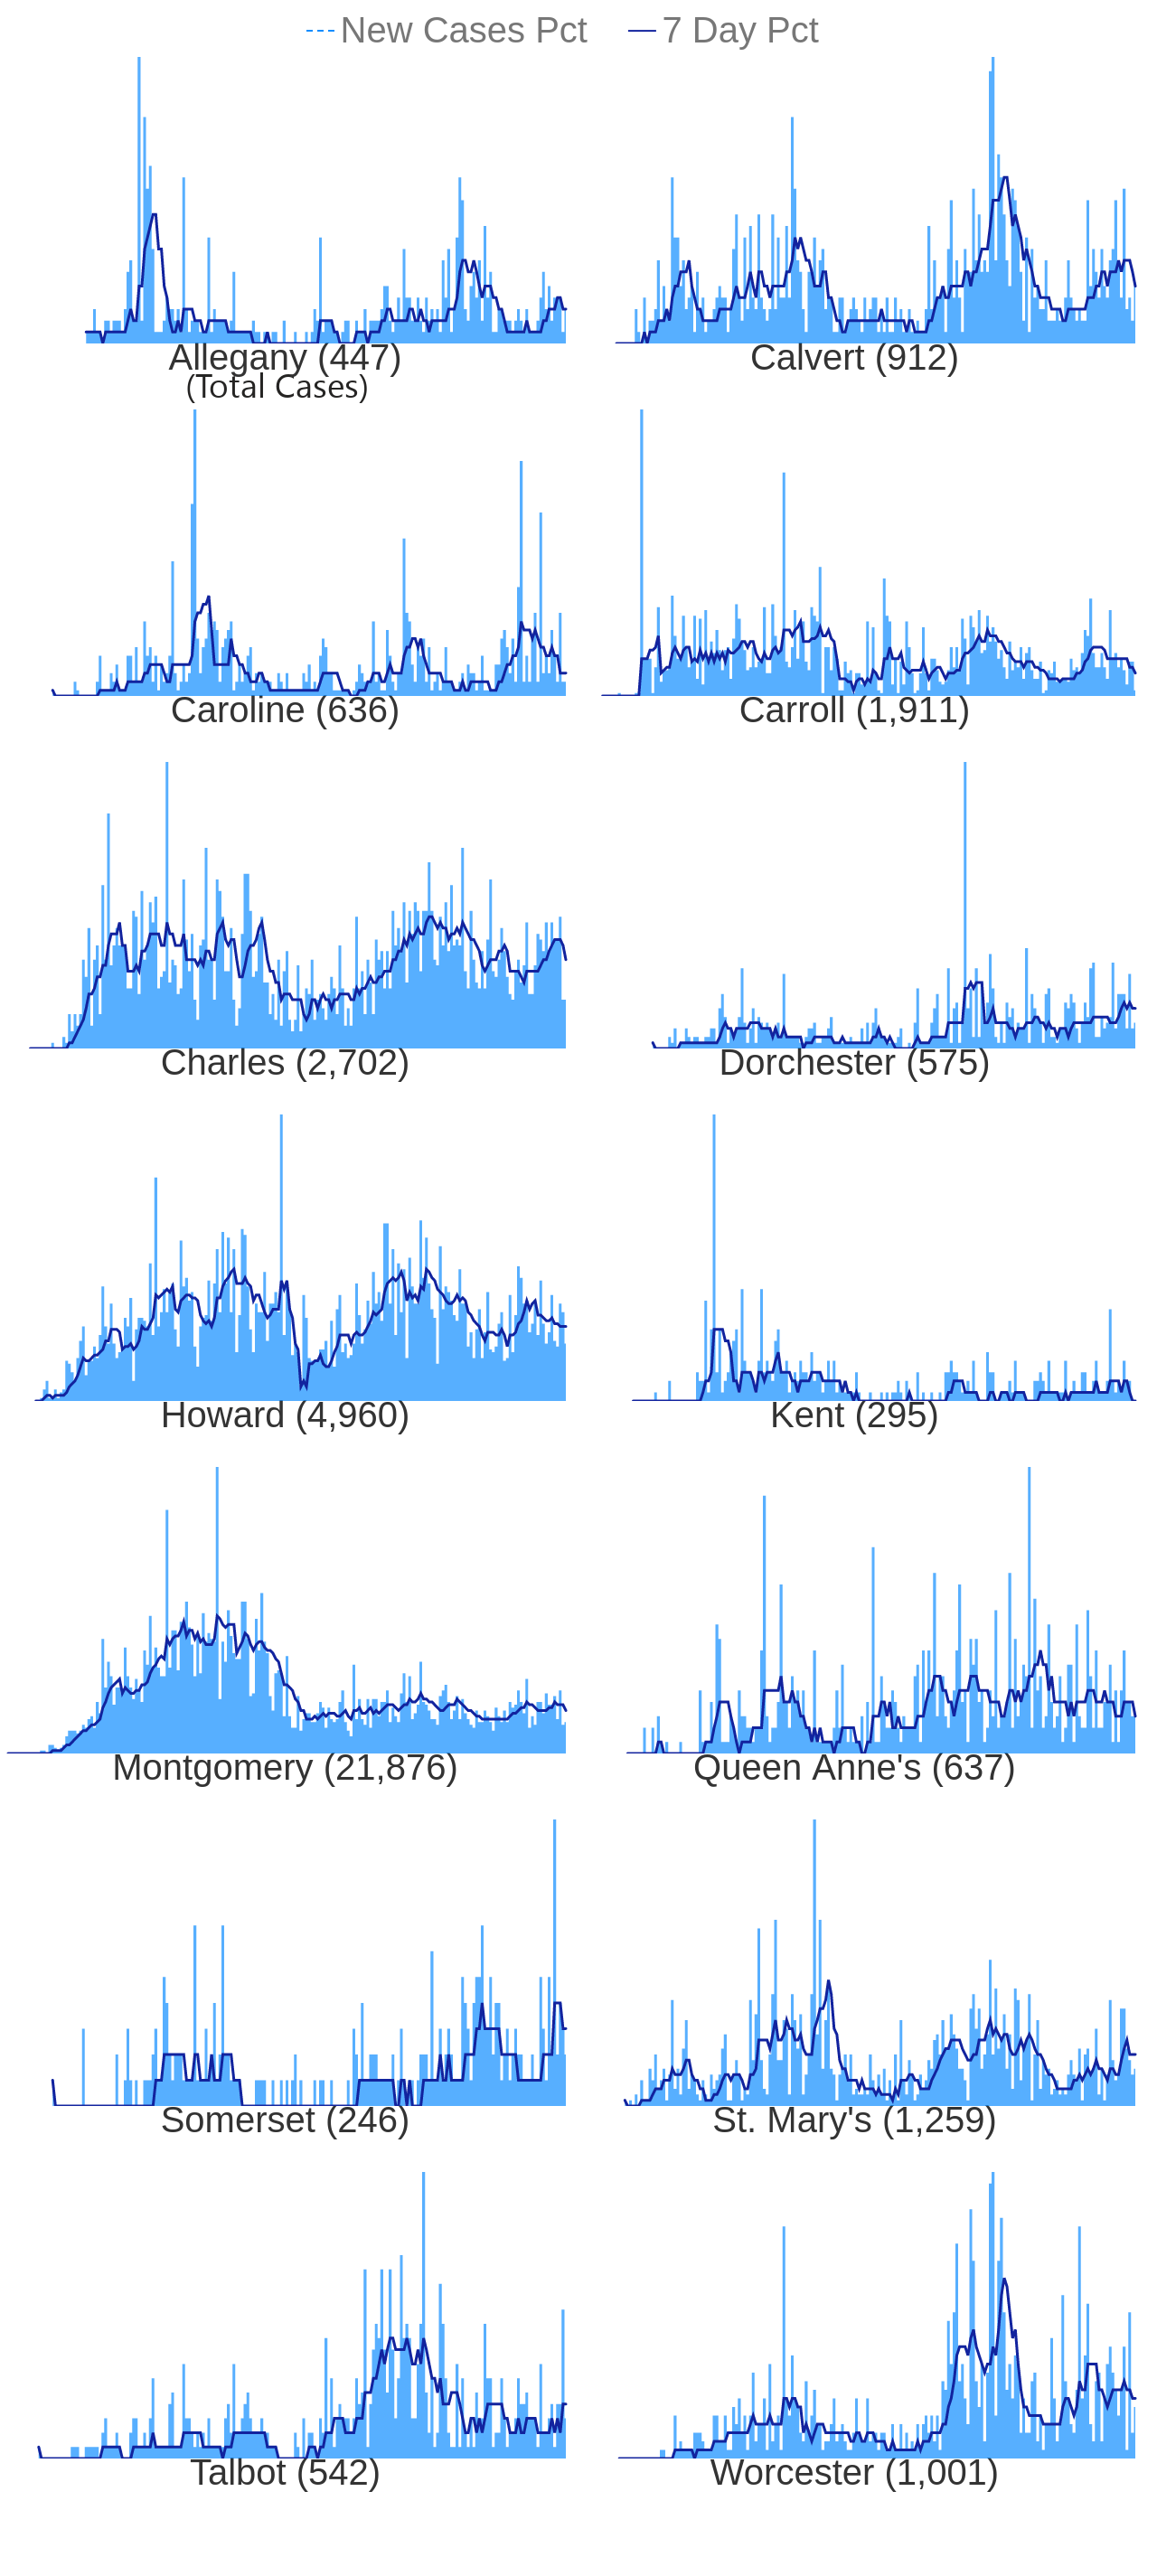 New Cases Pct 7 Day Pct
Allegany (447) Calvert (912)
(Total Cases)
Caroline (636) Carroll (1,911)
Charles (2,702) Dorchester (575)
Howard (4,960) Kent (295)
Montgomery (21,876) Queen Anne's (637)
Somerset (246) St. Mary's (1,259)
Talbot (542) Worcester (1,001)